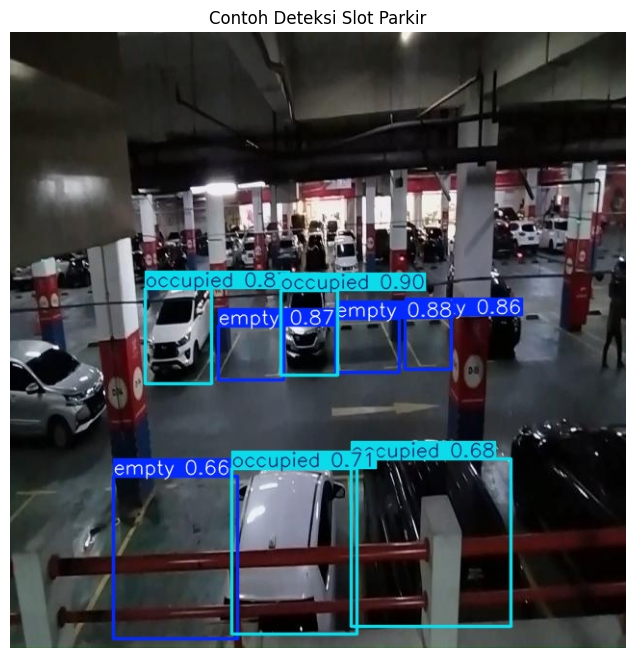 Contoh Deteksi Slot Parkir
occupied 0.8
occupied 0.90
empty 0.87
empty 0.88
y 0.86
empty 0.66
occupied 0.71
occupied 0.68